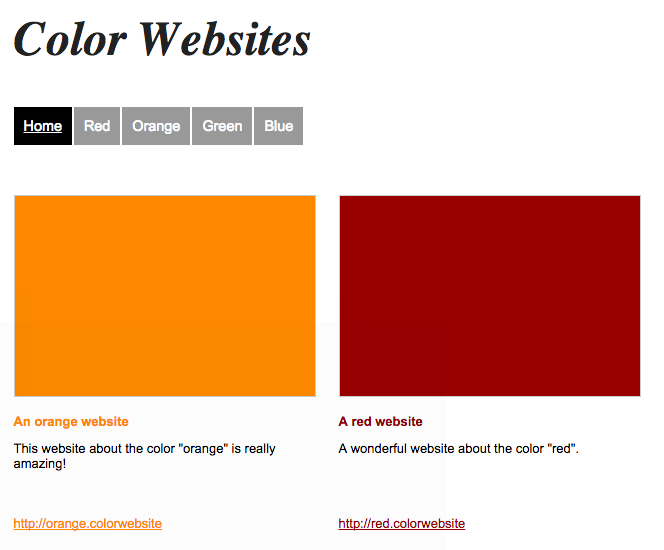 Color Websites
Home Red Orange Green Blue
An orange website
This website about the color "orange" is really
amazing!
http://orange.colorwebsite
A red website
A wonderful website about the color "red".
http://red.colorwebsite